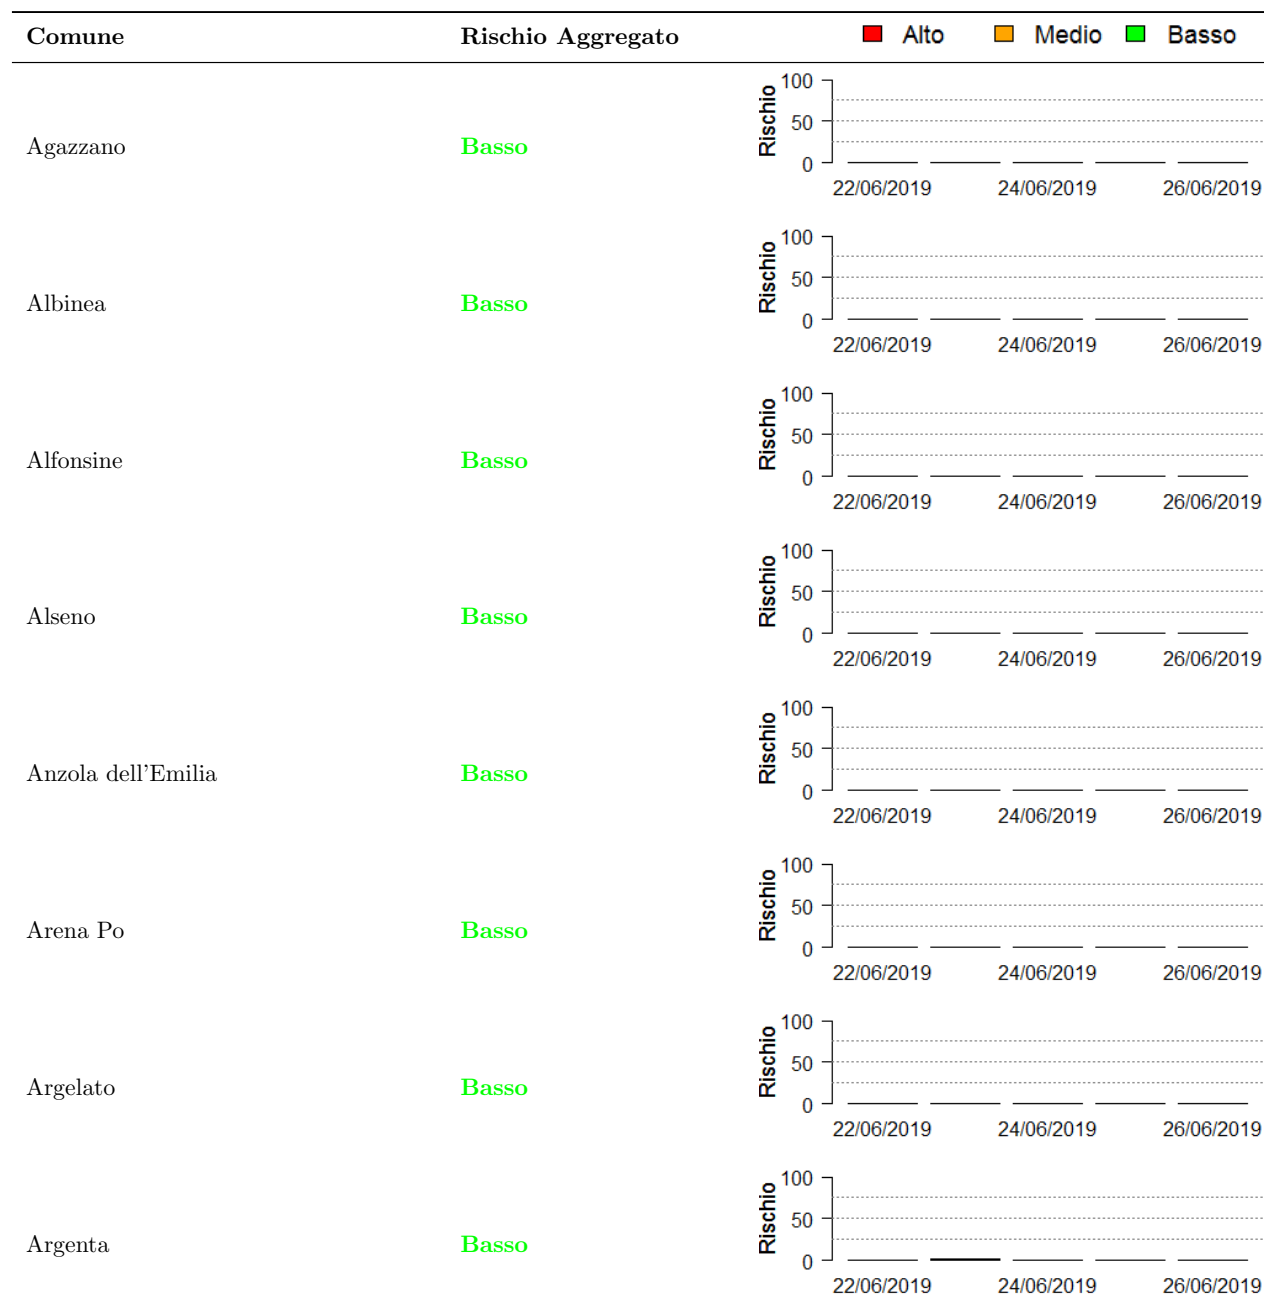 Comune Rischio Aggregato Alto Medio Basso
Agazzano Basso Rischio 100 50 0
22/06/2019 24/06/2019 26/06/2019
Albinea Basso Rischio 100 50 0
22/06/2019 24/06/2019 26/06/2019
Alfonsine Basso Rischio 100 50 0
22/06/2019 24/06/2019 26/06/2019
Alseno Basso Rischio 100 50 0
22/06/2019 24/06/2019 26/06/2019
Anzola dell'Emilia Basso Rischio 100 50 0
22/06/2019 24/06/2019 26/06/2019
Arena Po Basso Rischio 100 50 0
22/06/2019 24/06/2019 26/06/2019
Argelato Basso Rischio 100 50 0
22/06/2019 24/06/2019 26/06/2019
Argenta Basso Rischio 100 50 0
22/06/2019 24/06/2019 26/06/2019